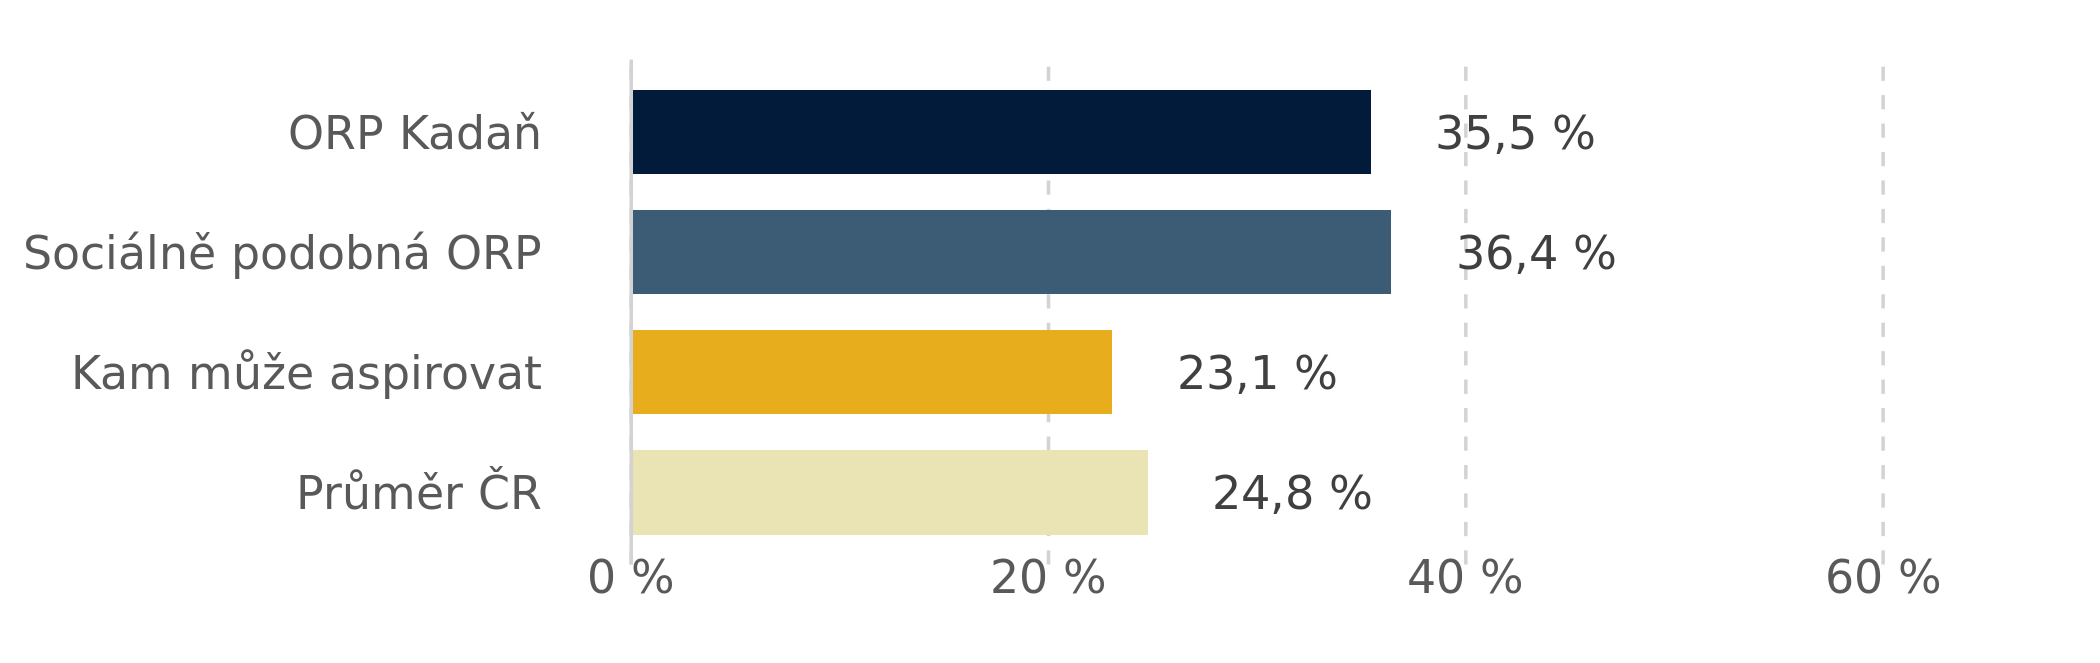 ORP Kadaň 35,5 %
Sociálně podobná ORP 36,4 %
Kam může aspirovat 23,1 %
Průměr ČR 24,8 %
0 % 20 % 40 % 60 %